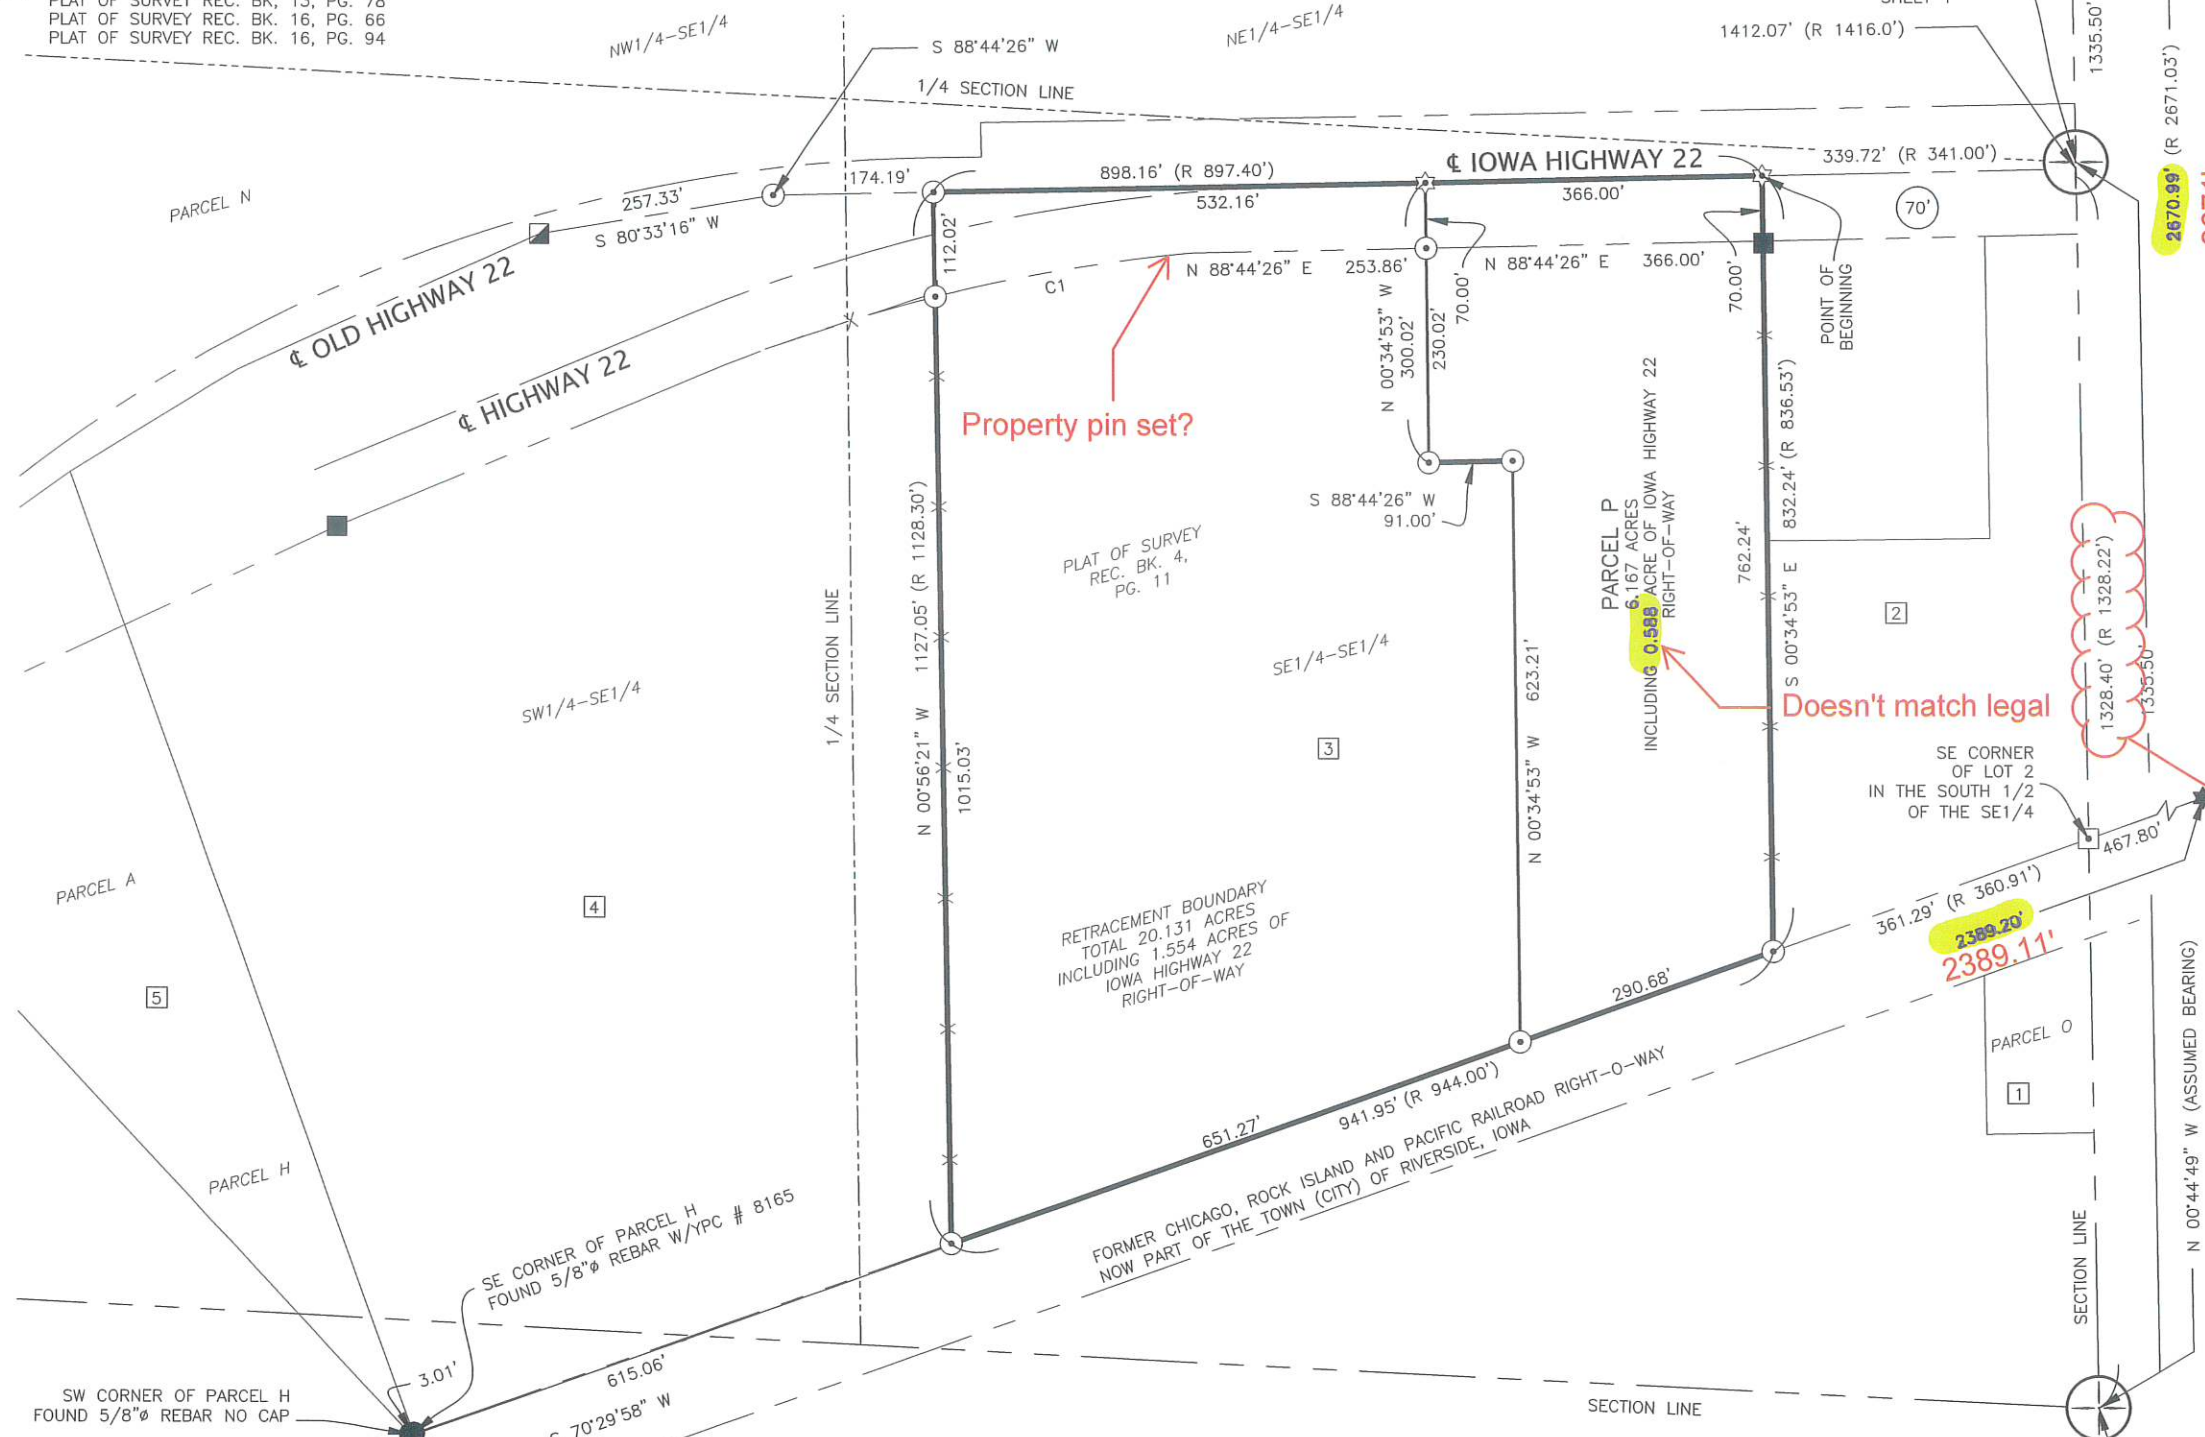 PLAT OF SURVEY REC. BK, 15, PG. 78
PLAT OF SURVEY REC. BK. 16, PG. 66
PLAT OF SURVEY REC. BK. 16, PG. 94
NW1/4-SE1/4
S 88°44'26" W
NE1/4-SE1/4
1412.07' (R 1416.0')
1335.50'
(R 2671.03')
2670.99'
1/4 SECTION LINE
PARCEL N
257.33'
S 80°33'16" W
174.19'
898.16' (R 897.40')
532.16'
℄ IOWA HIGHWAY 22
366.00'
339.72' (R 341.00')
70'
112.02'
℄ OLD HIGHWAY 22
℄ HIGHWAY 22
C1
N 88°44'26" E 253.86'
N 88°44'26" E 366.00'
70.00'
70.00'
POINT OF
BEGINNING
Property pin set?
N 00°34'53" W
300.02'
230.02'
S 88°44'26" W
91.00'
PARCEL P
6.167 ACRES
INCLUDING 0.588 ACRE OF IOWA HIGHWAY 22
RIGHT-OF-WAY
762.24'
S 00°34'53" E 832.24' (R 836.53')
2
1328.40' (R 1328.22')
1335.50'
Doesn't match legal
SE CORNER
OF LOT 2
IN THE SOUTH 1/2
OF THE SE1/4
467.80'
1/4 SECTION LINE
N 00°56'21" W 1127.05' (R 1128.30')
1015.03'
PLAT OF SURVEY
REC. BK. 4,
PG. 11
SE1/4-SE1/4
SW1/4-SE1/4
3
N 00°34'53" W 623.21'
PARCEL A
4
5
RETRACEMENT BOUNDARY
TOTAL 20.131 ACRES
INCLUDING 1.554 ACRES OF
IOWA HIGHWAY 22
RIGHT-OF-WAY
361.29' (R 360.91')
2389.20'
2389.11'
290.68'
PARCEL O
1
N 00°44'49" W (ASSUMED BEARING)
651.27'
941.95' (R 944.00')
FORMER CHICAGO, ROCK ISLAND AND PACIFIC RAILROAD RIGHT-O-WAY
NOW PART OF THE TOWN (CITY) OF RIVERSIDE, IOWA
PARCEL H
SE CORNER OF PARCEL H
FOUND 5/8"ø REBAR W/YPC # 8165
SECTION LINE
3.01'
615.06'
S 70°29'58" W
SW CORNER OF PARCEL H
FOUND 5/8"ø REBAR NO CAP
SECTION LINE